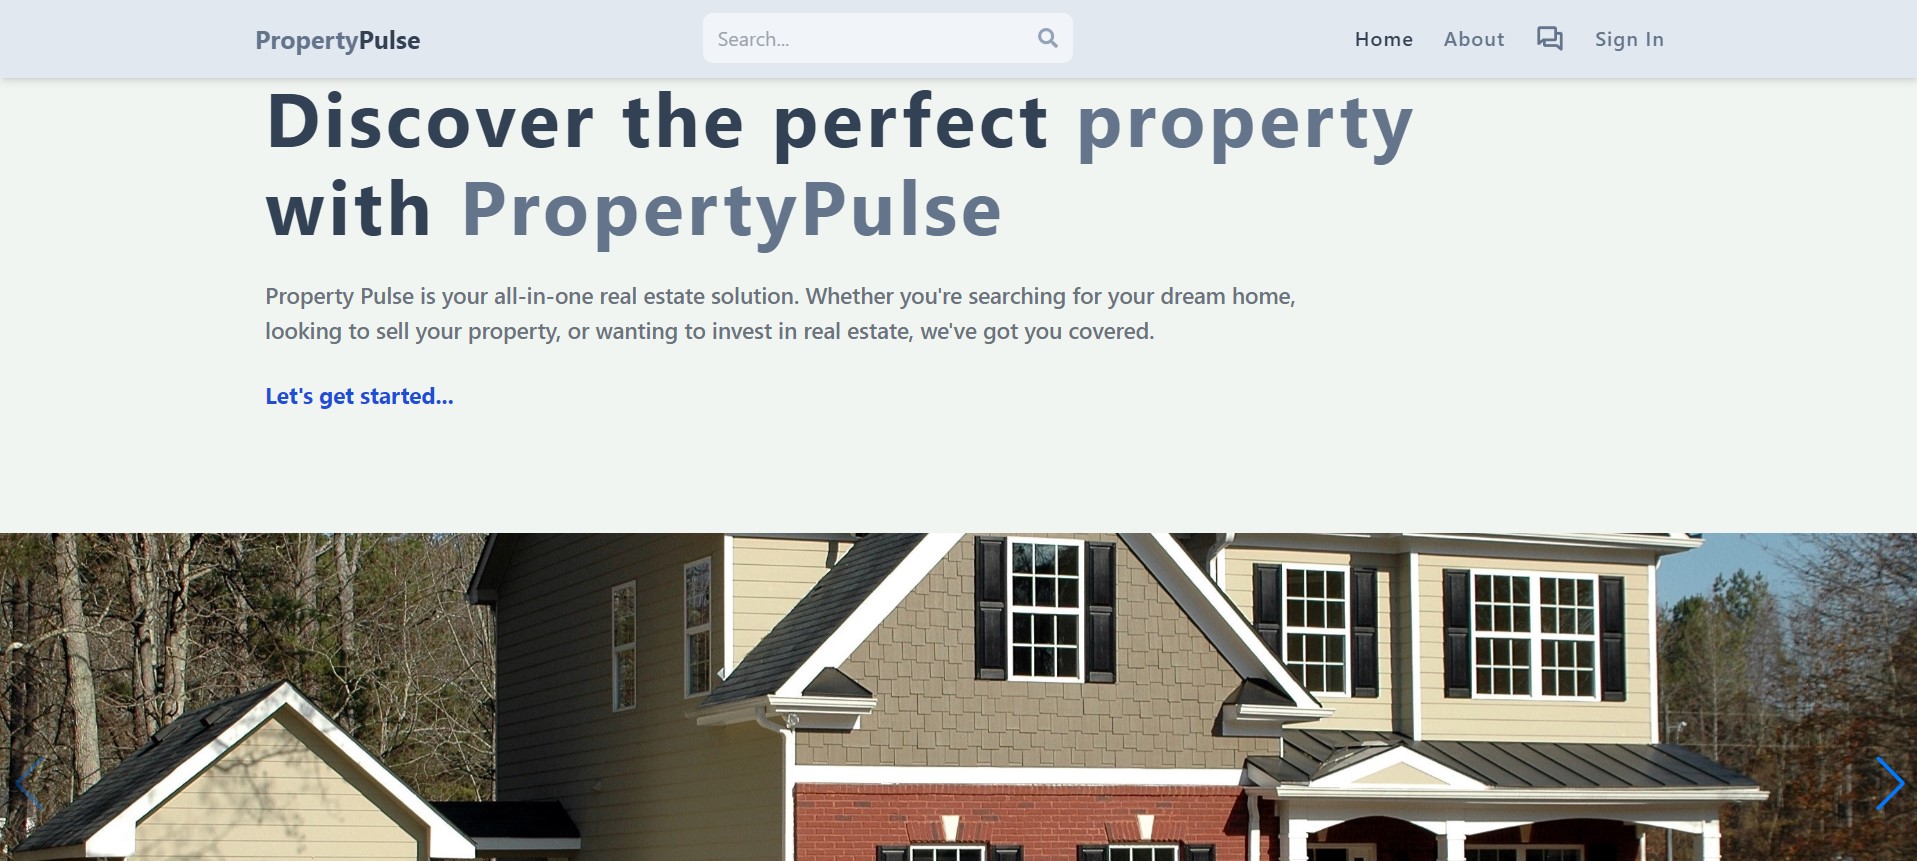 PropertyPulse
Search...
Home
About
Sign In
Discover the perfect property
with PropertyPulse
Property Pulse is your all-in-one real estate solution. Whether you're searching for your dream home,
looking to sell your property, or wanting to invest in real estate, we've got you covered.
Let's get started...